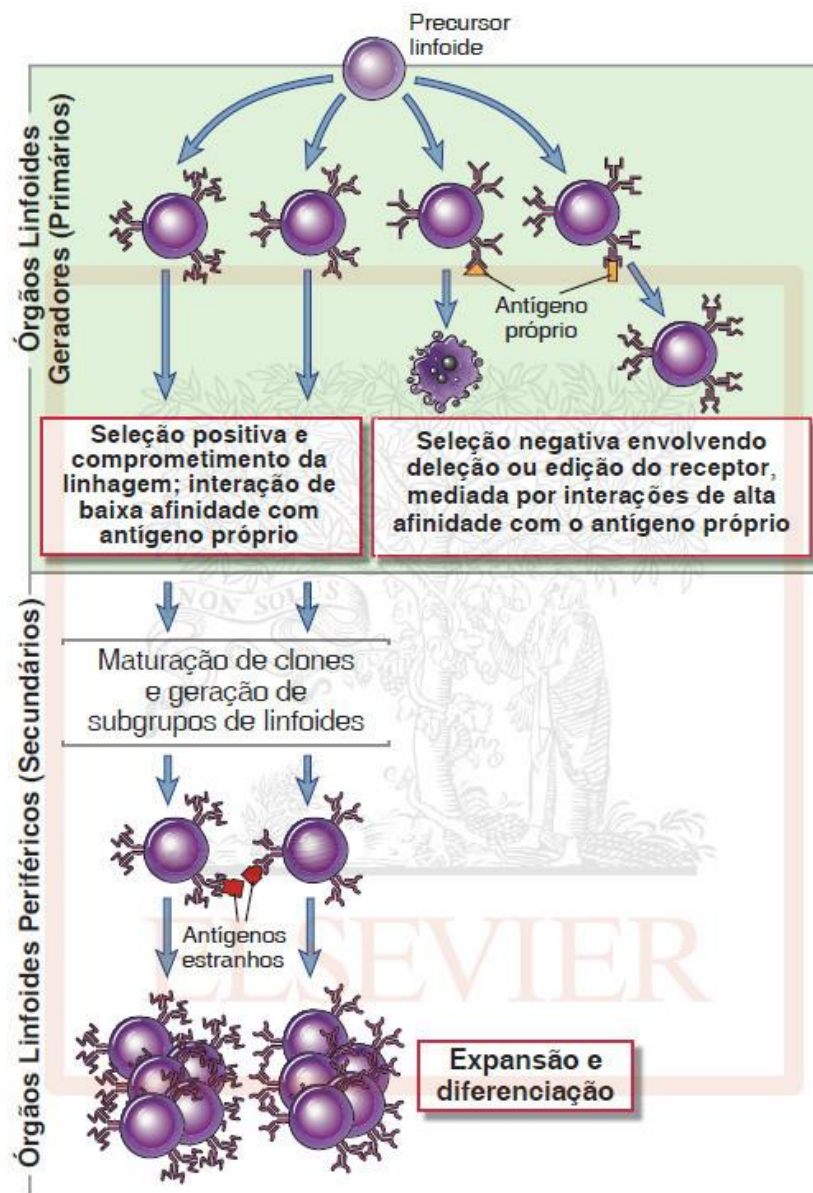 Precursor
linfoide
Órgãos Linfoides
Geradores (Primários)
Antígeno
próprio
Seleção positiva e
comprometimento da
linhagem; interação de
baixa afinidade com
antígeno próprio
Seleção negativa envolvendo
deleção ou edição do receptor,
mediada por interações de alta
afinidade com o antígeno próprio
NON SOLUS
Órgãos Linfoides Periféricos (Secundários)
Maturação de clones
e geração de
subgrupos de linfoides
Antígenos
estranhos
ELSEVIER
Expansão e
diferenciação